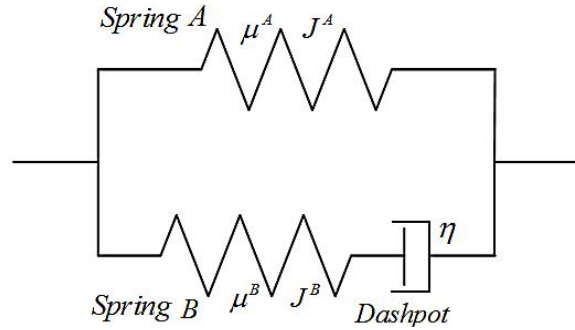 Spring A
μ^A J^A
η
Spring B
μ^B J^B
Dashpot